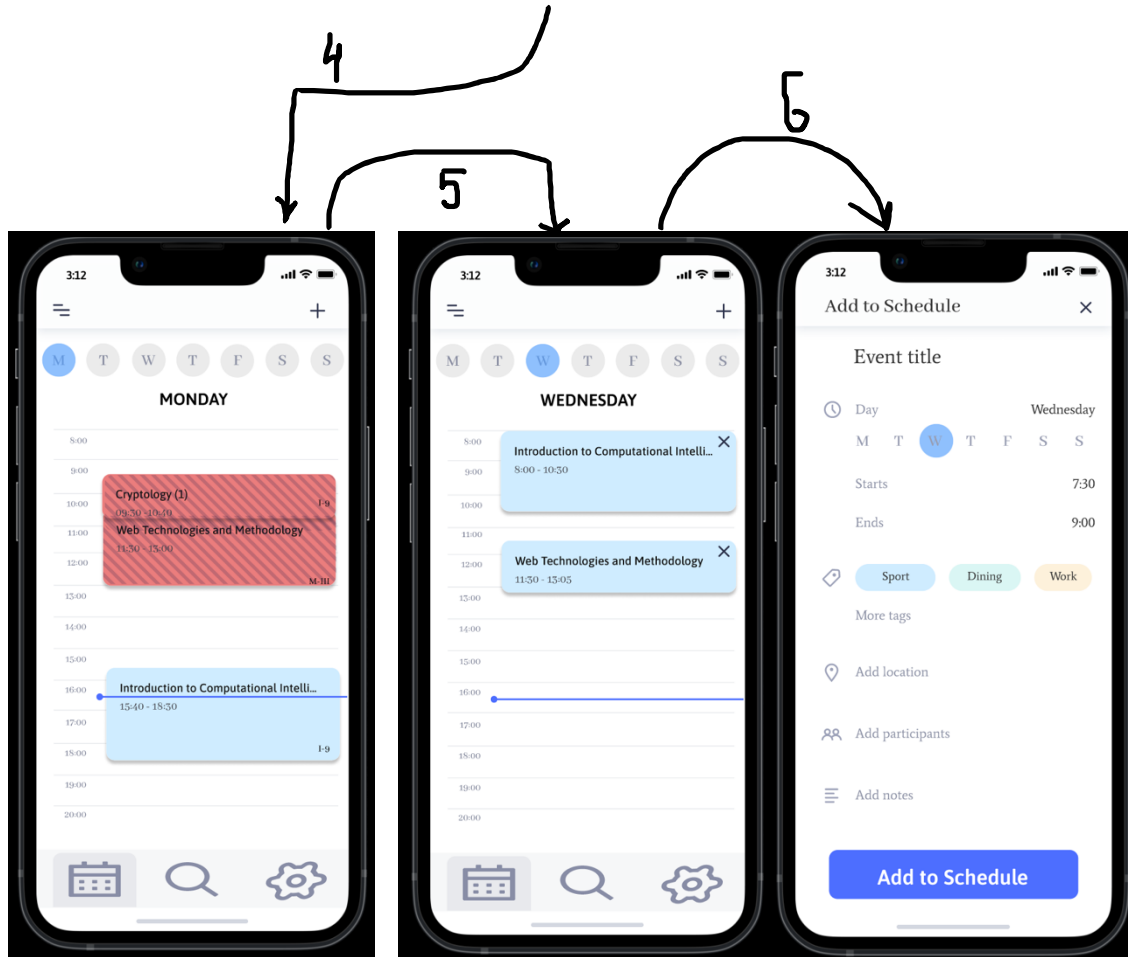 4
5
6
3:12
M T W T F S S
MONDAY
8:00
9:00
10:00
11:00
12:00
13:00
14:00
15:00
16:00
17:00
18:00
19:00
20:00
Cryptology (1)
09:30 -10:40
I-9
Web Technologies and Methodology
11:30 - 13:00
M-III
Introduction to Computational Intelli...
15:40 - 18:30
I-9
3:12
M T W T F S S
WEDNESDAY
8:00
9:00
10:00
11:00
12:00
13:00
14:00
15:00
16:00
17:00
18:00
19:00
20:00
Introduction to Computational Intelli...
8:00 - 10:30
Web Technologies and Methodology
11:30 - 13:05
3:12
Add to Schedule
Event title
Day Wednesday
M T W T F S S
Starts 7:30
Ends 9:00
Sport Dining Work
More tags
Add location
Add participants
Add notes
Add to Schedule